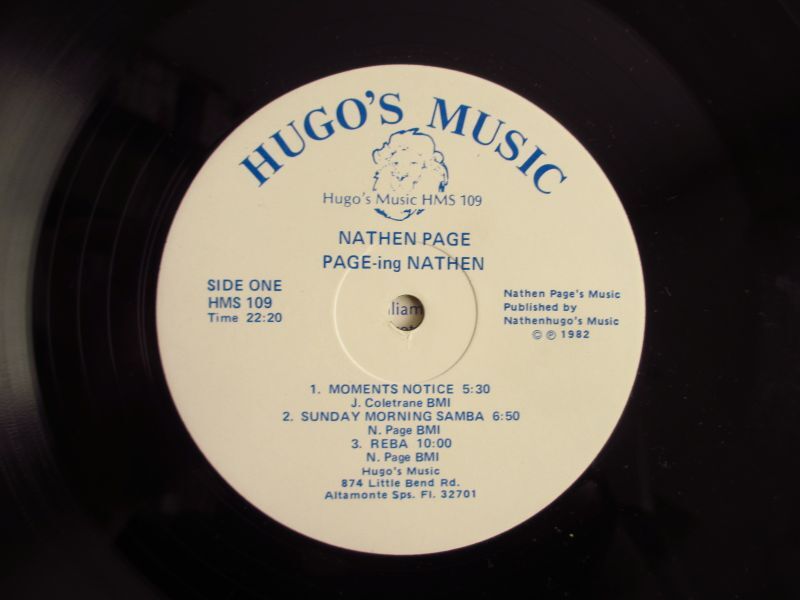 HUGO'S MUSIC
Hugo's Music HMS 109
NATHEN PAGE
PAGE-ing NATHEN
SIDE ONE
HMS 109
Time 22:20
Nathen Page's Music
Published by
Nathenhugo's Music
© ℗ 1982
1. MOMENTS NOTICE 5:30
J. Coletrane BMI
2. SUNDAY MORNING SAMBA 6:50
N. Page BMI
3. REBA 10:00
N. Page BMI
Hugo's Music
874 Little Bend Rd.
Altamonte Sps. Fl. 32701